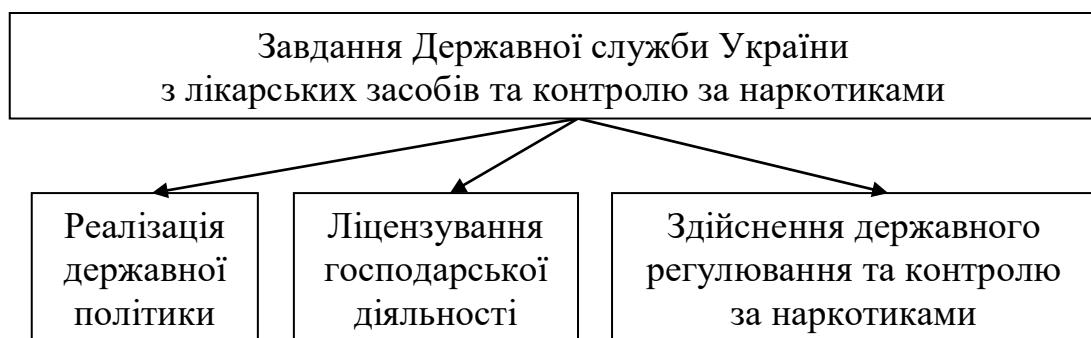 Завдання Державної служби України
з лікарських засобів та контролю за наркотиками
Реалізація
державної
політики
Ліцензування
господарської
діяльності
Здійснення державного
регулювання та контролю
за наркотиками